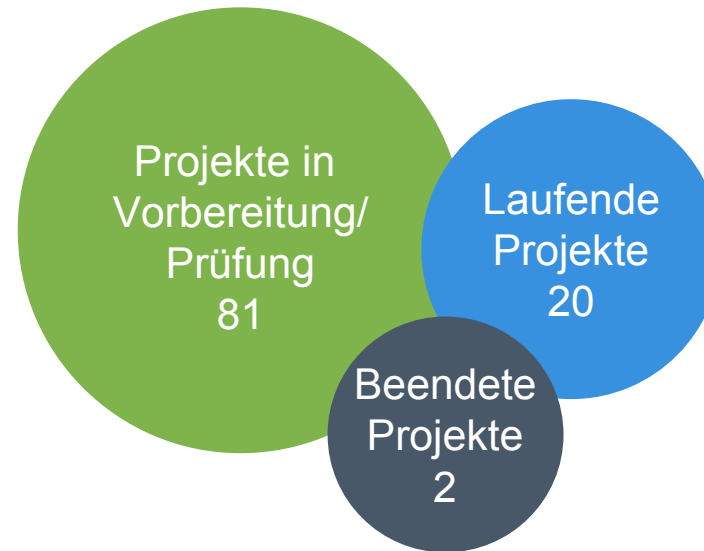 Projekte in
Vorbereitung/
Prüfung
81
Laufende
Projekte
20
Beendete
Projekte
2